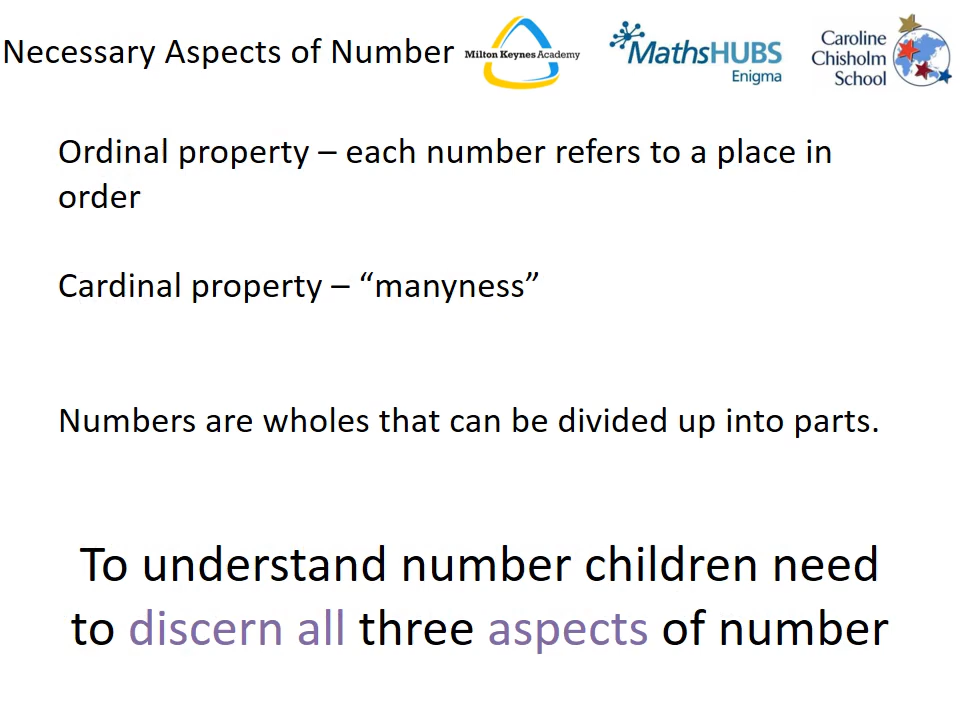 Necessary Aspects of Number
Milton Keynes Academy
MathsHUBS
Enigma
Caroline
Chisholm
School
Ordinal property – each number refers to a place in
order
Cardinal property – “manyness”
Numbers are wholes that can be divided up into parts.
To understand number children need
to discern all three aspects of number